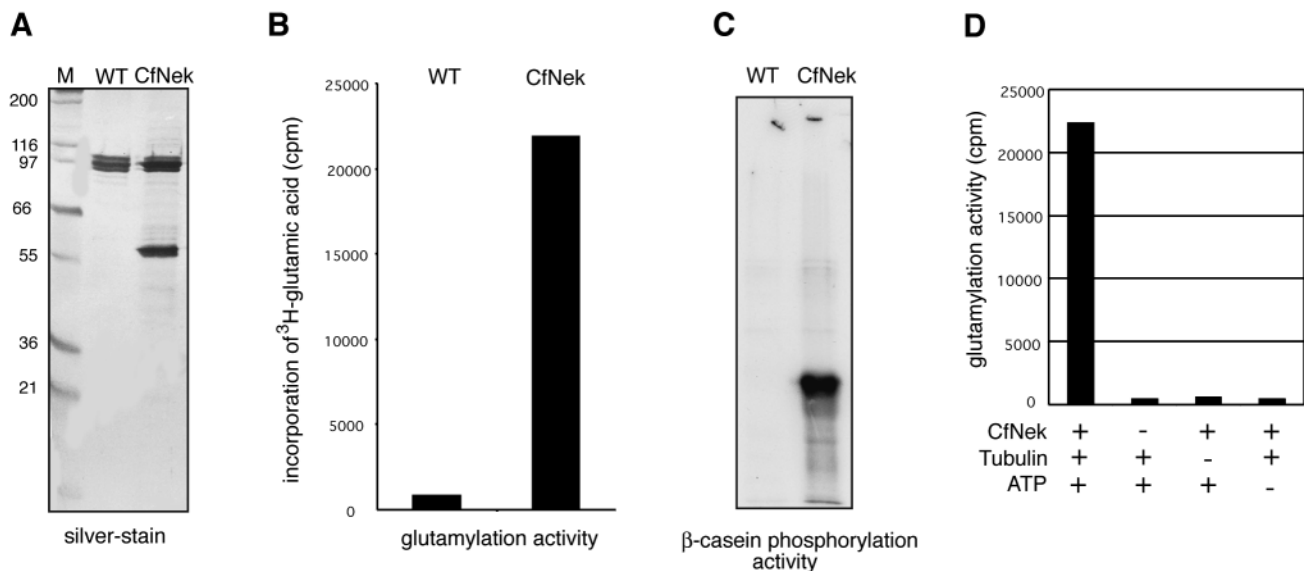 A
M WT CfNek
200
116
97
66
55
36
21
silver-stain
B
WT CfNek
incorporation of ³H-glutamic acid (cpm)
25000
20000
15000
10000
5000
0
glutamylation activity
C
WT CfNek
β-casein phosphorylation
activity
D
glutamylation activity (cpm)
25000
20000
15000
10000
5000
0
CfNek + - + +
Tubulin + + - +
ATP + + + -